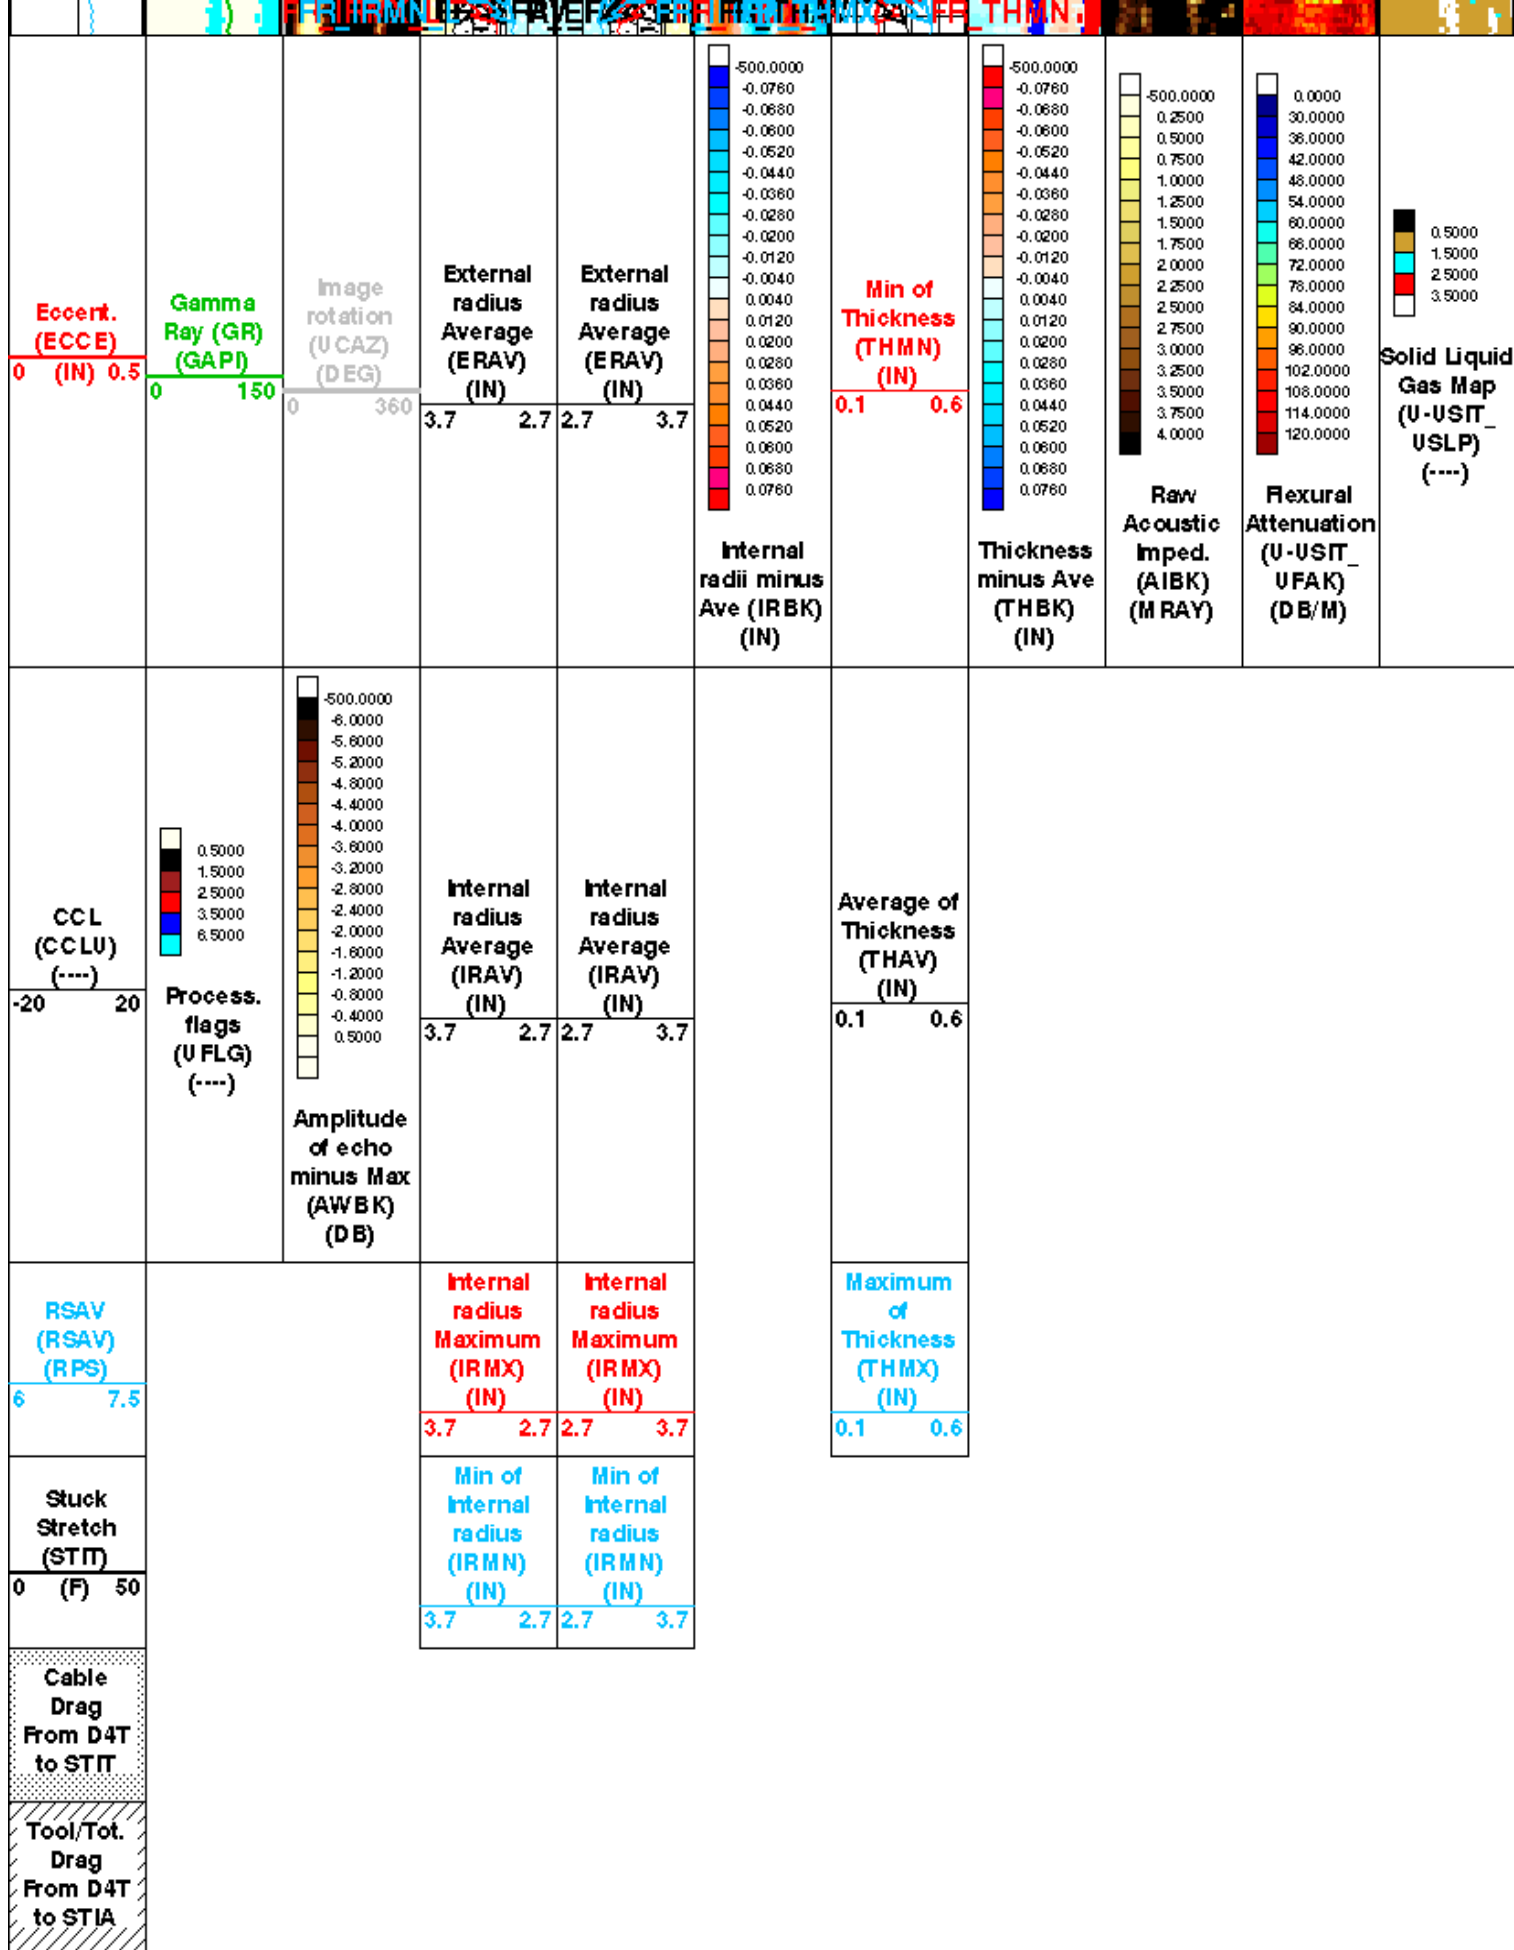 Eccent.
(ECCE)
0 (IN) 0.5
Gamma
Ray (GR)
(GAPI)
0 150
Image
rotation
(UCAZ)
(DEG)
0 360
External
radius
Average
(ERAV)
(IN)
3.7 2.7
External
radius
Average
(ERAV)
(IN)
2.7 3.7
-500.0000
-0.0760
-0.0680
-0.0600
-0.0520
-0.0440
-0.0360
-0.0280
-0.0200
-0.0120
-0.0040
0.0040
0.0120
0.0200
0.0280
0.0360
0.0440
0.0520
0.0600
0.0680
0.0760
Internal
radii minus
Ave (IRBK)
(IN)
Min of
Thickness
(THMN)
(IN)
0.1 0.6
-500.0000
-0.0760
-0.0680
-0.0600
-0.0520
-0.0440
-0.0360
-0.0280
-0.0200
-0.0120
-0.0040
0.0040
0.0120
0.0200
0.0280
0.0360
0.0440
0.0520
0.0600
0.0680
0.0760
Thickness
minus Ave
(THBK)
(IN)
-500.0000
0.2500
0.5000
0.7500
1.0000
1.2500
1.5000
1.7500
2.0000
2.2500
2.5000
2.7500
3.0000
3.2500
3.5000
3.7500
4.0000
Raw
Acoustic
Imped.
(AIBK)
(MRAY)
0.0000
30.0000
36.0000
42.0000
48.0000
54.0000
60.0000
66.0000
72.0000
78.0000
84.0000
90.0000
96.0000
102.0000
108.0000
114.0000
120.0000
Flexural
Attenuation
(U-USIT_
UFAK)
(DB/M)
0.5000
1.5000
2.5000
3.5000
Solid Liquid
Gas Map
(U-USIT_
USLP)
(----)
CCL
(CCLU)
(----)
-20 20
0.5000
1.5000
2.5000
3.5000
6.5000
Process.
flags
(UFLG)
(----)
-500.0000
-6.0000
-5.6000
-5.2000
-4.8000
-4.4000
-4.0000
-3.6000
-3.2000
-2.8000
-2.4000
-2.0000
-1.6000
-1.2000
-0.8000
-0.4000
0.5000
Amplitude
of echo
minus Max
(AWBK)
(DB)
Internal
radius
Average
(IRAV)
(IN)
3.7 2.7
Internal
radius
Average
(IRAV)
(IN)
2.7 3.7
Average of
Thickness
(THAV)
(IN)
0.1 0.6
RSAV
(RSAV)
(RPS)
6 7.5
Internal
radius
Maximum
(IRMX)
(IN)
3.7 2.7
Internal
radius
Maximum
(IRMX)
(IN)
2.7 3.7
Maximum
of
Thickness
(THMX)
(IN)
0.1 0.6
Stuck
Stretch
(STIT)
0 (F) 50
Min of
Internal
radius
(IRMN)
(IN)
3.7 2.7
Min of
Internal
radius
(IRMN)
(IN)
2.7 3.7
Cable
Drag
From D4T
to STIT
Tool/Tot.
Drag
From D4T
to STIA